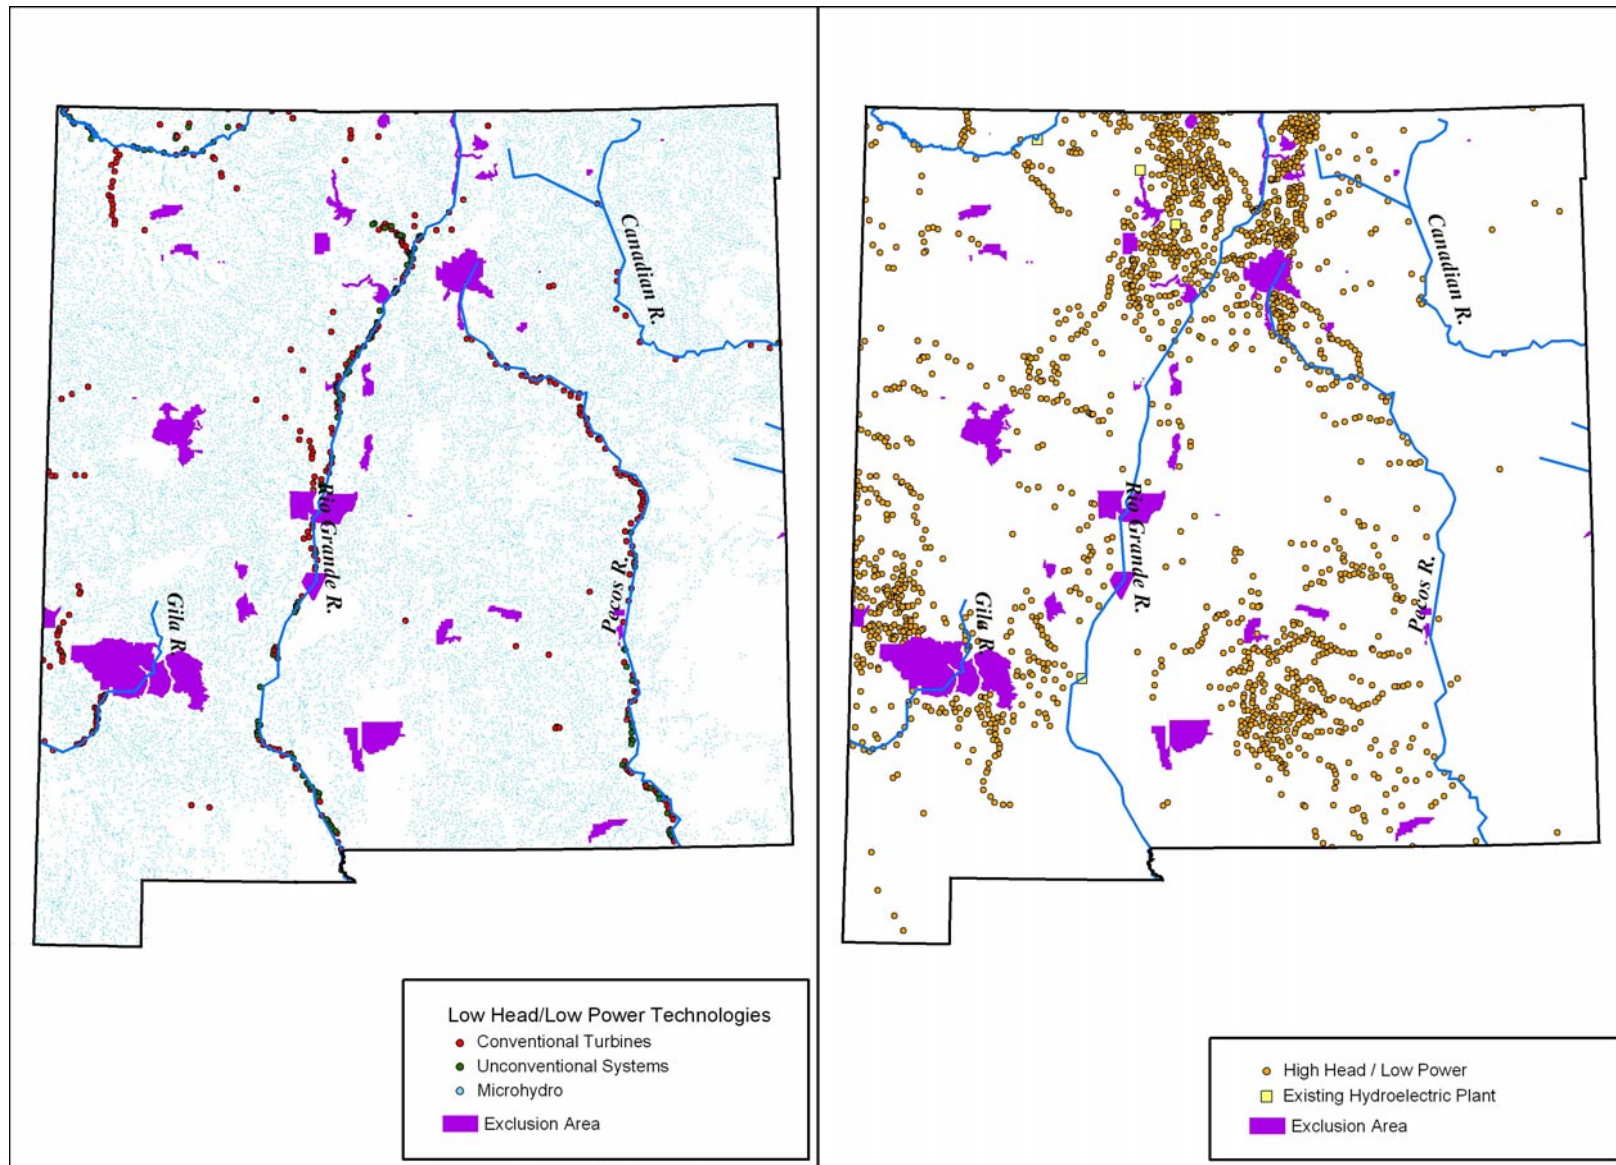 Canadian R.
Rio Grande R.
Pecos R.
Gila R
Low Head/Low Power Technologies
Conventional Turbines
Unconventional Systems
Microhydro
Exclusion Area
Canadian R.
Rio Grande R.
Pecos R.
Gila R
High Head / Low Power
Existing Hydroelectric Plant
Exclusion Area